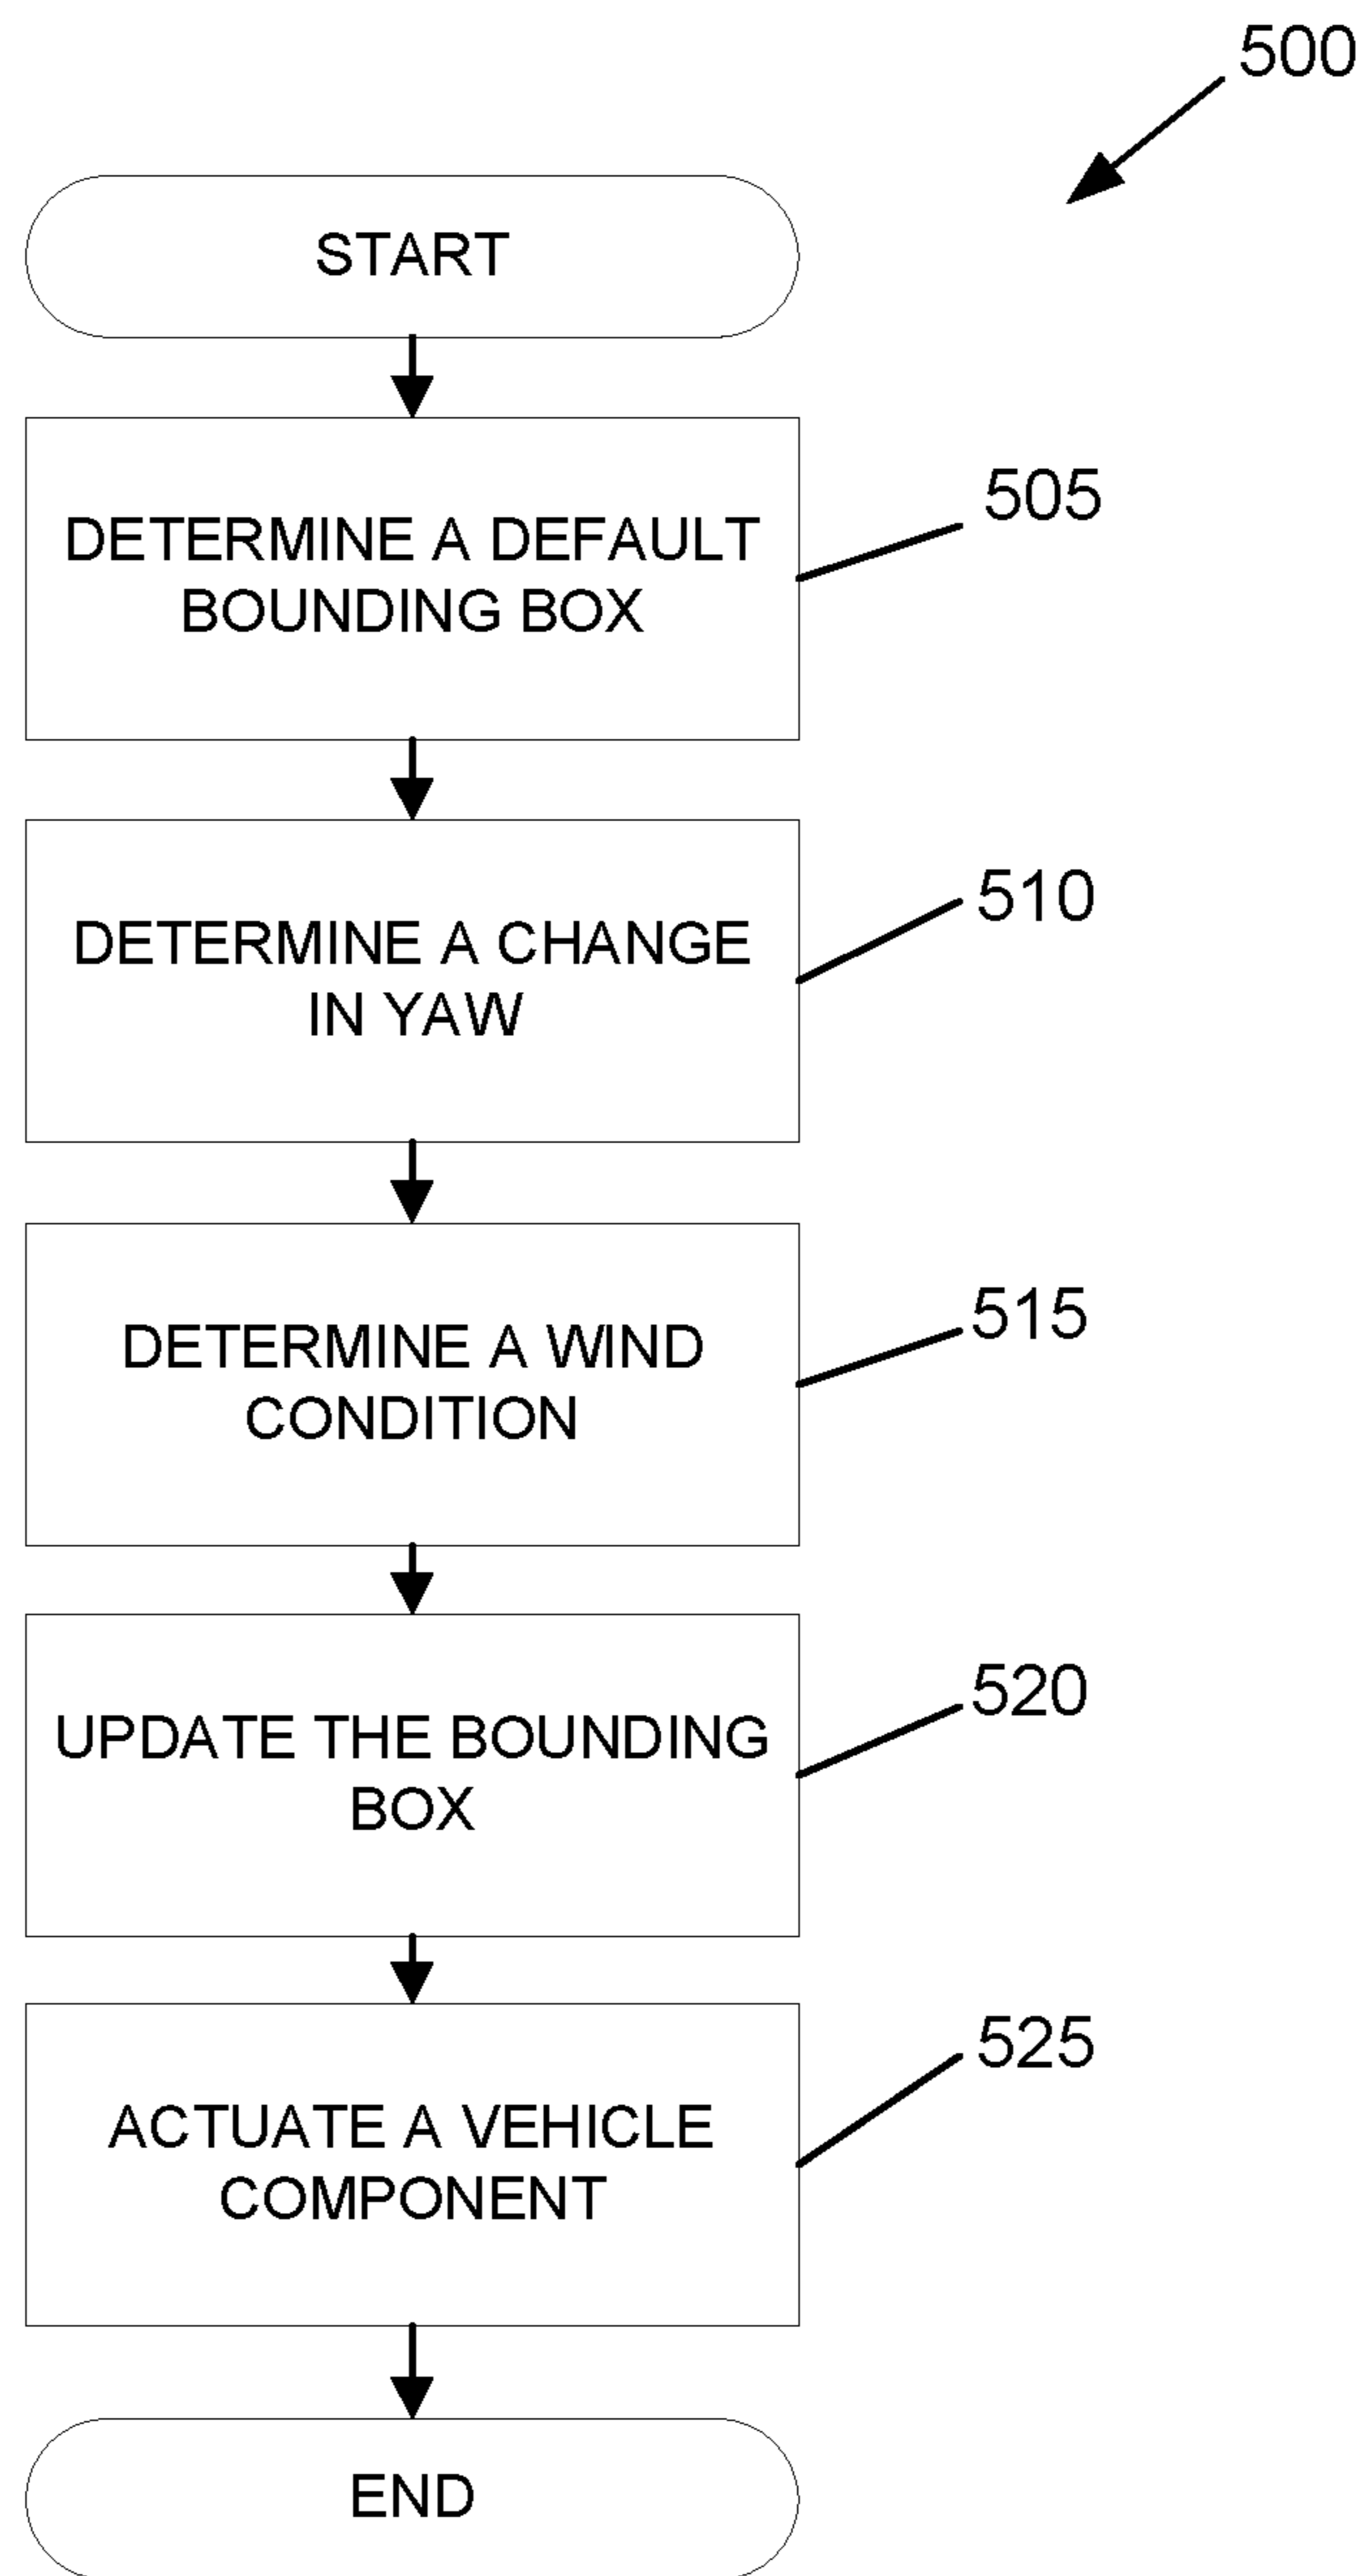 500
START
DETERMINE A DEFAULT
BOUNDING BOX
505
DETERMINE A CHANGE
IN YAW
510
DETERMINE A WIND
CONDITION
515
UPDATE THE BOUNDING
BOX
520
ACTUATE A VEHICLE
COMPONENT
525
END